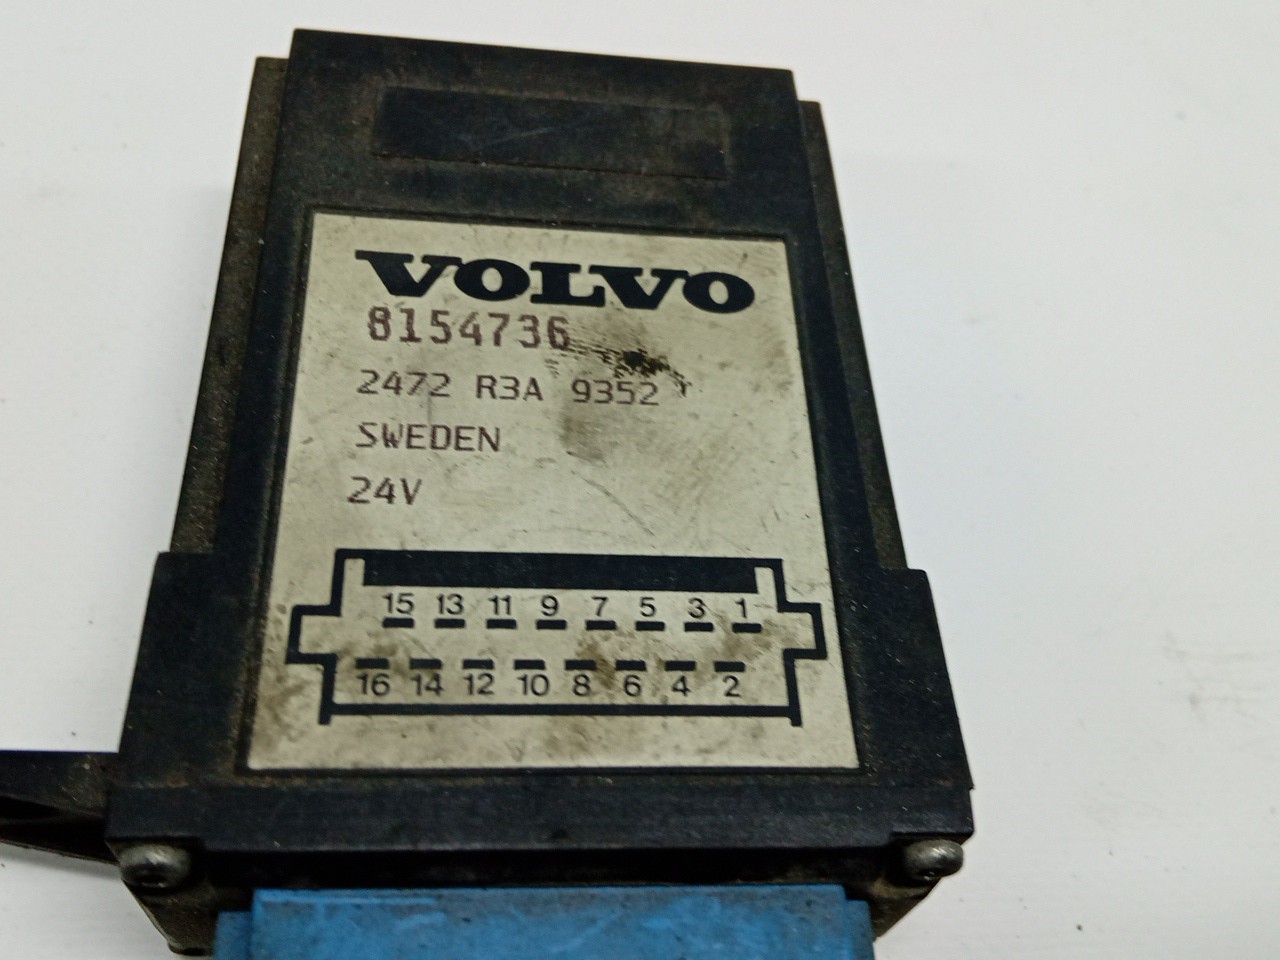 VOLVO
8154736
2472 R3A 9352
SWEDEN
24V
15 13 11 9 7 5 3 1
16 14 12 10 8 6 4 2